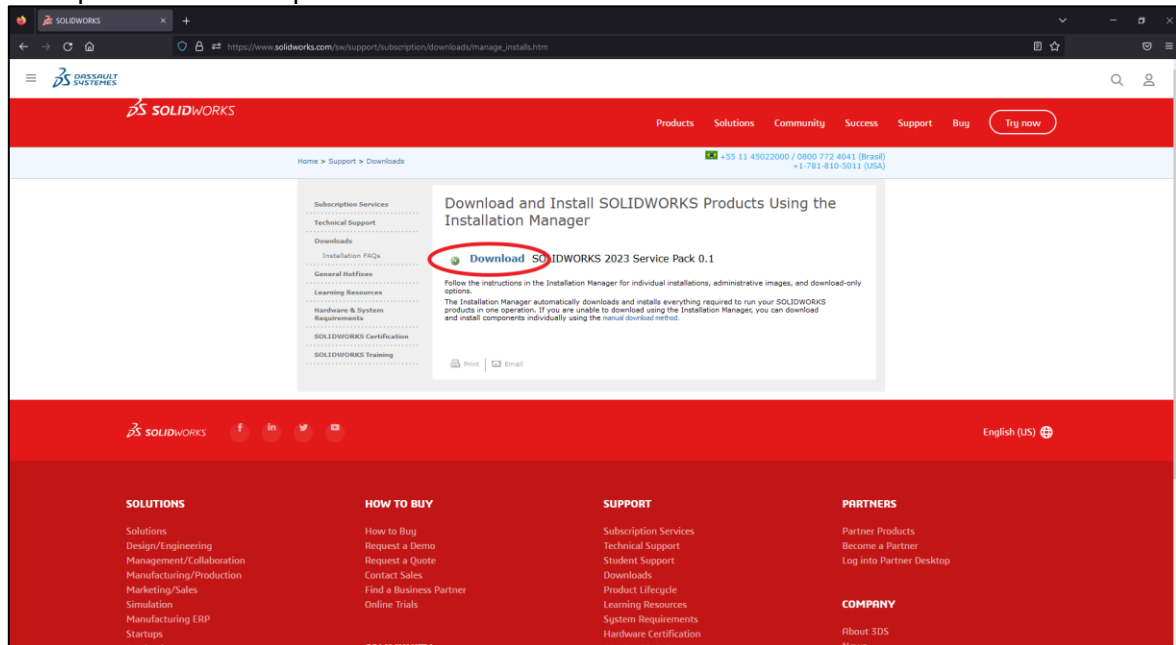 SOLIDWORKS
https://www.solidworks.com/sw/support/subscription/downloads/manage_installs.htm
DASSAULT
SYSTEMES
SOLIDWORKS
Products Solutions Community Success Support Buy Try now
Home > Support > Downloads
+55 11 45022000 / 0800 772 4041 (Brasil)
+1-781-810-5011 (USA)
Subscription Services
Technical Support
Downloads
Installation FAQs
General Hotfixes
Learning Resources
Hardware & System
Requirements
SOLIDWORKS Certification
SOLIDWORKS Training
Download and Install SOLIDWORKS Products Using the
Installation Manager
Download SOLIDWORKS 2023 Service Pack 0.1
Follow the instructions in the Installation Manager for individual installations, administrative images, and download-only
options.
The Installation Manager automatically downloads and installs everything required to run your SOLIDWORKS
products in one operation. If you are unable to download using the Installation Manager, you can download
and install components individually using the manual download method.
Print Email
SOLIDWORKS
English (US)
SOLUTIONS
Solutions
Design/Engineering
Management/Collaboration
Manufacturing/Production
Marketing/Sales
Simulation
Manufacturing ERP
Startups
HOW TO BUY
How to Buy
Request a Demo
Request a Quote
Contact Sales
Find a Business Partner
Online Trials
SUPPORT
Subscription Services
Technical Support
Student Support
Downloads
Product Lifecycle
Learning Resources
System Requirements
Hardware Certification
PARTNERS
Partner Products
Become a Partner
Log into Partner Desktop
COMPANY
About 3DS